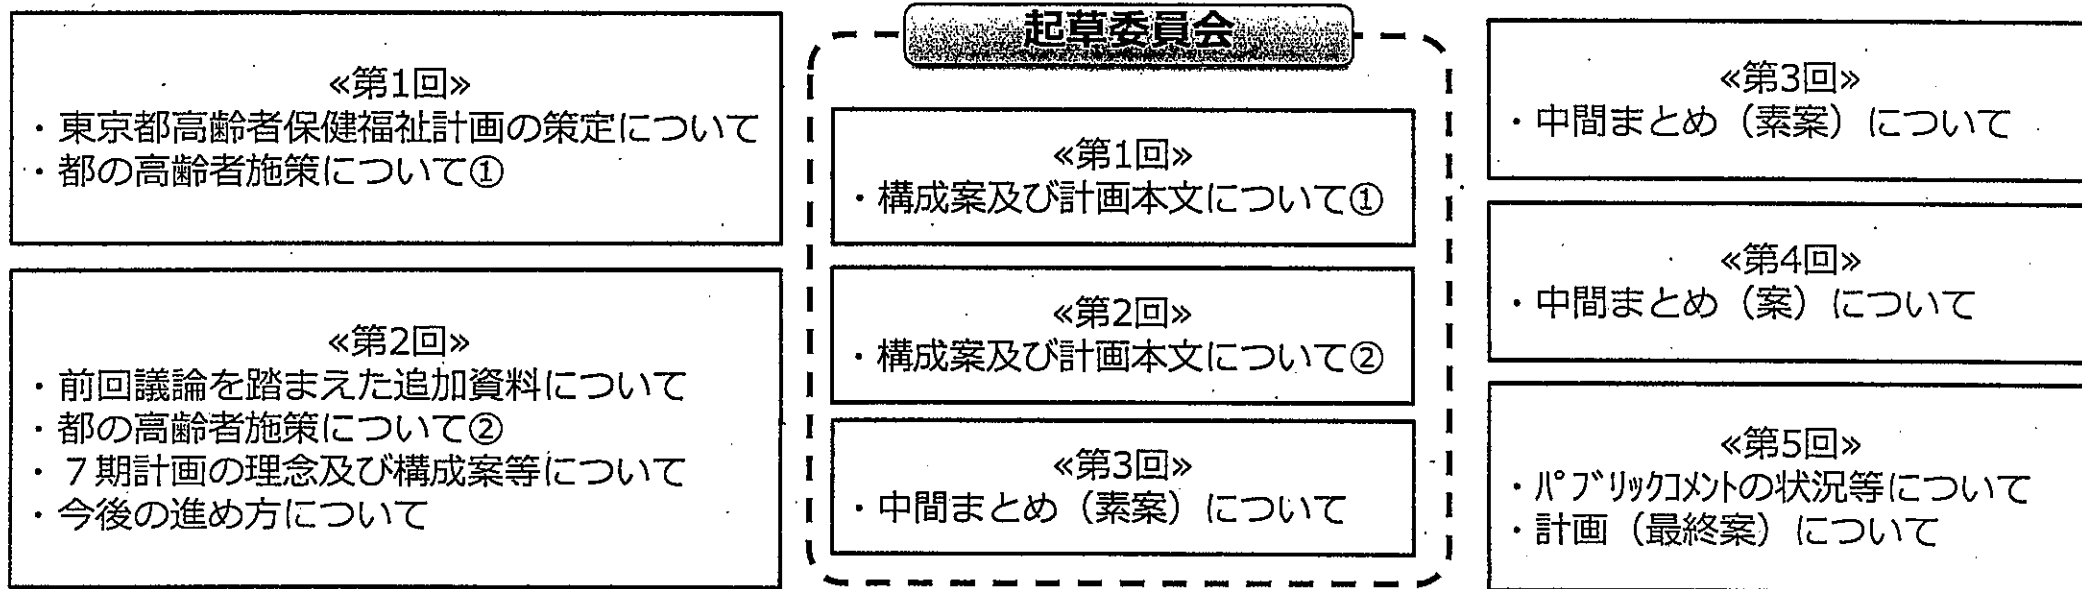 «第1回»
・東京都高齢者保健福祉計画の策定について
・都の高齢者施策について①
«第2回»
・前回議論を踏まえた追加資料について
・都の高齢者施策について②
・７期計画の理念及び構成案等について
・今後の進め方について
起草委員会
«第1回»
・構成案及び計画本文について①
«第2回»
・構成案及び計画本文について②
«第3回»
・中間まとめ（素案）について
«第3回»
・中間まとめ（素案）について
«第4回»
・中間まとめ（案）について
«第5回»
・ﾊﾟﾌﾞﾘｯｸｺﾒﾝﾄの状況等について
・計画（最終案）について